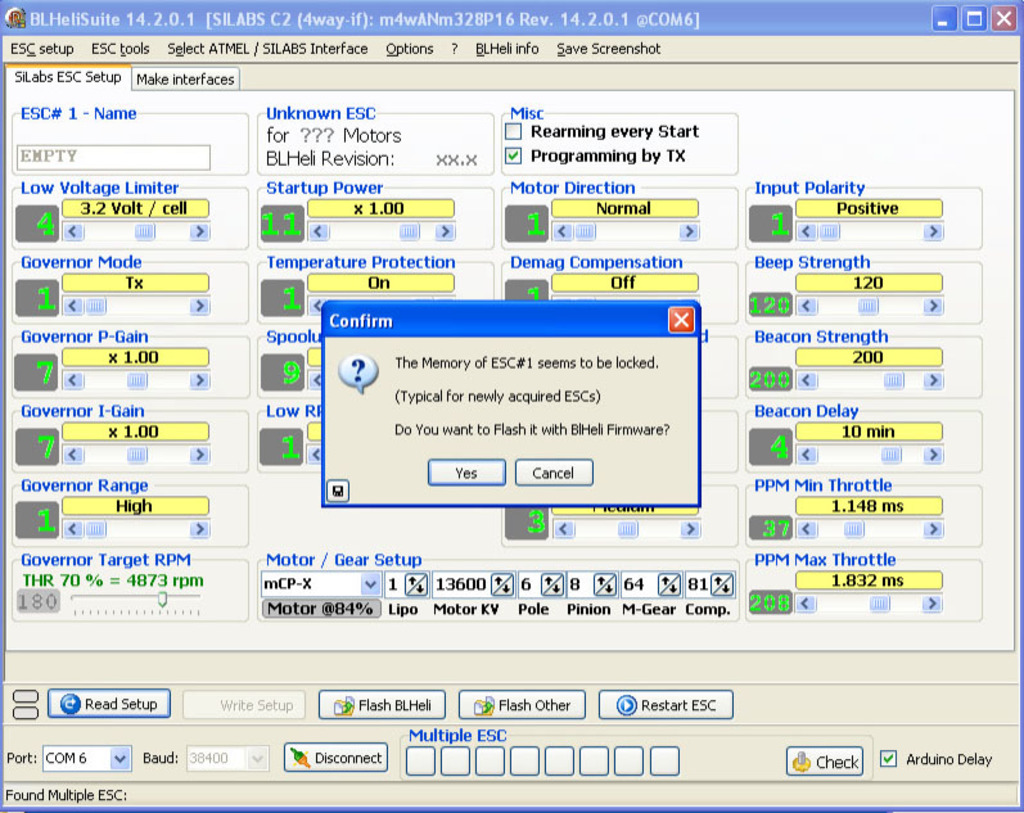 BLHeliSuite 14.2.0.1 [SILABS C2 (4way-if): m4wANm328P16 Rev. 14.2.0.1 @COM6]
ESC setup ESC tools Select ATMEL / SILABS Interface Options ? BLHeli info Save Screenshot
SiLabs ESC Setup Make interfaces
ESC# 1 - Name
EMPTY
Unknown ESC
for ??? Motors
BLHeli Revision: xx.x
Misc
Rearming every Start
Programming by TX
Low Voltage Limiter
4 3.2 Volt / cell
Startup Power
11 x 1.00
Motor Direction
1 Normal
Input Polarity
1 Positive
Governor Mode
1 Tx
Temperature Protection
1 On
Demag Compensation
1 Off
Beep Strength
120 120
Governor P-Gain
7 x 1.00
9
Beacon Strength
200 200
Governor I-Gain
7 x 1.00
1
Beacon Delay
4 10 min
Confirm
The Memory of ESC#1 seems to be locked.
(Typical for newly acquired ESCs)
Do You want to Flash it with BlHeli Firmware?
Yes Cancel
Governor Range
1 High
3 Medium
PPM Min Throttle
37 1.148 ms
Governor Target RPM
THR 70 % = 4873 rpm
180
Motor / Gear Setup
mCP-X 1 13600 6 8 64 81
Motor @84% Lipo Motor KV Pole Pinion M-Gear Comp.
PPM Max Throttle
208 1.832 ms
Read Setup Write Setup Flash BLHeli Flash Other Restart ESC
Port: COM 6 Baud: 38400 Disconnect
Multiple ESC
Check Arduino Delay
Found Multiple ESC: